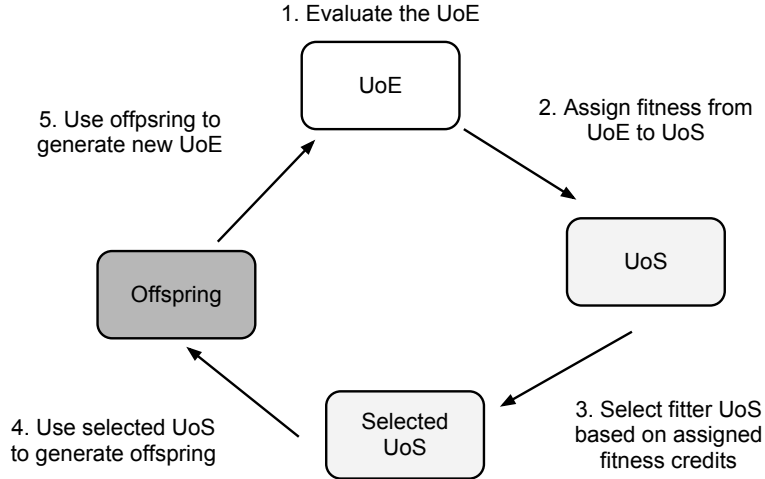 1. Evaluate the UoE
UoE
2. Assign fitness from
UoE to UoS
UoS
3. Select fitter UoS
based on assigned
fitness credits
Selected
UoS
4. Use selected UoS
to generate offspring
Offspring
5. Use offpsring to
generate new UoE